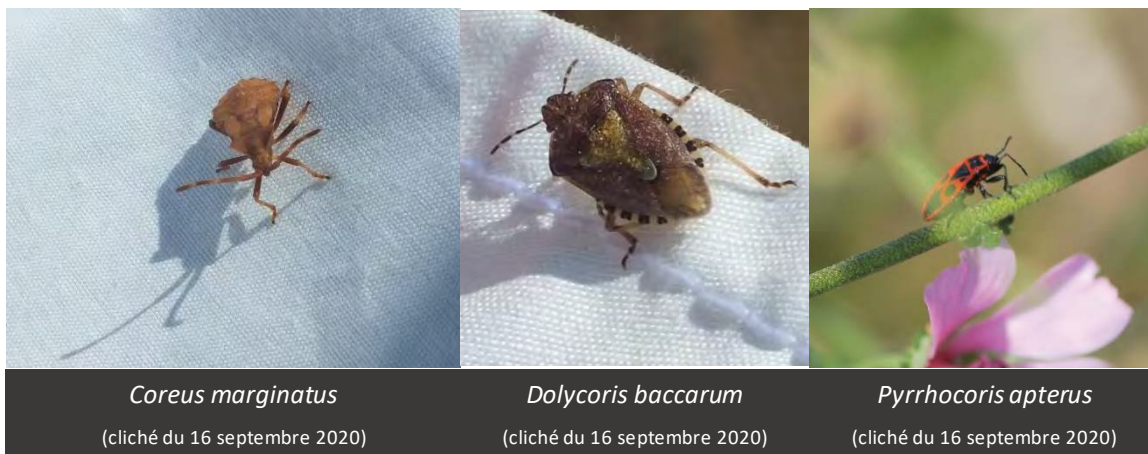 Coreus marginatus
(cliché du 16 septembre 2020)
Dolycoris baccarum
(cliché du 16 septembre 2020)
Pyrrhocoris apterus
(cliché du 16 septembre 2020)